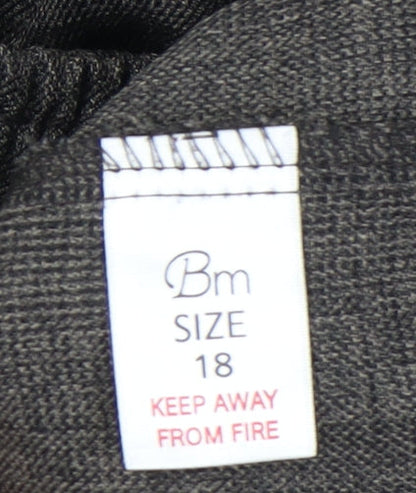 Bm
SIZE
18
KEEP AWAY
FROM FIRE